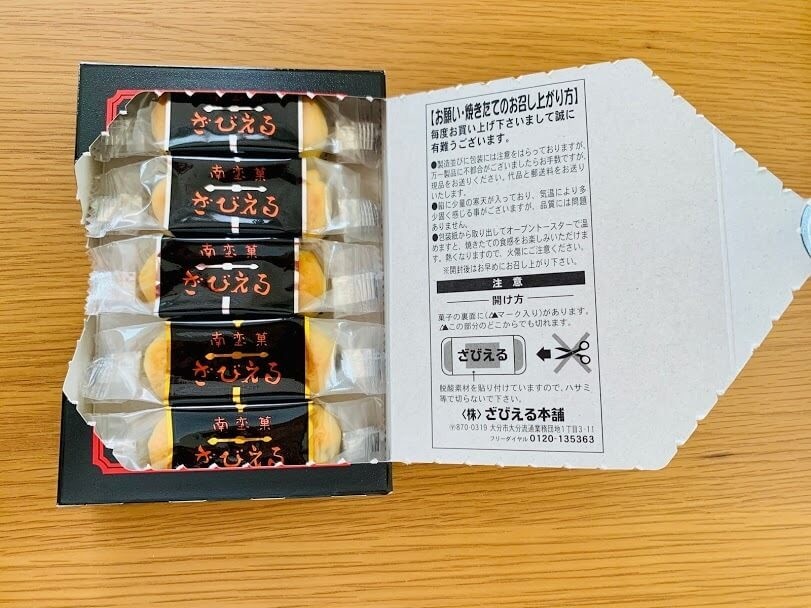 ざびえる
南蛮菓
ざびえる
南蛮菓
ざびえる
南蛮菓
ざびえる
南蛮菓
ざびえる
【お願い・焼きたてのお召し上がり方】
毎度お買い上げ下さいまして誠に
有難うございます。
●製造並びに包装には注意をはらっておりますが、
万一製品に不都合がございましたらお手数ですが、
現品をお送りください。代品と郵送料をお送り
いたします。
●餡に少量の寒天が入っており、気温により多
少固く感じる事がございますが、品質には問題
ありません。
●包装紙から取り出してオーブントースターで温
めますと、焼きたての食感をお楽しみいただけま
す。熱くなりますので、火傷にご注意ください。
※開封後はお早めにお召し上がり下さい。
注 意
開け方
菓子の裏面に(▲マーク入り)があります。
▲この部分のどこからでも切れます。
ざびえる
脱酸素材を貼り付けていますので、ハサミ
等で切らないで下さい。
〈株〉ざびえる本舗
〒870-0319 大分市大分流通業務団地1丁目3-11
フリーダイヤル 0120-135363